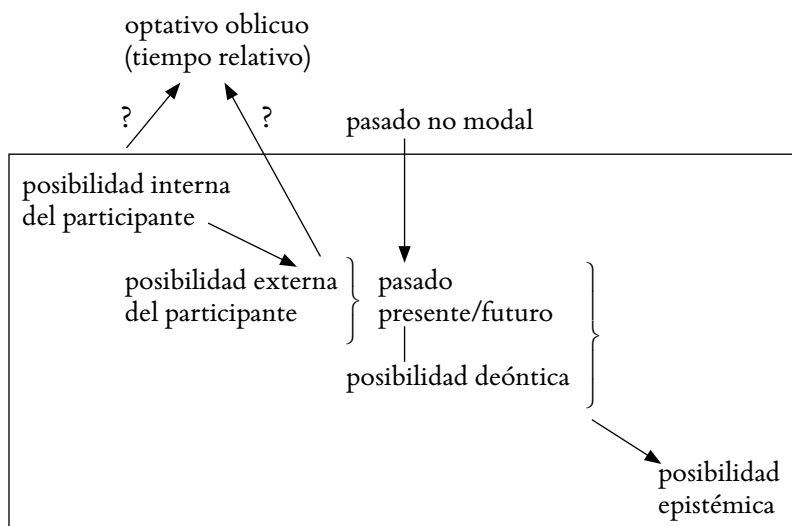 optativo oblicuo
(tiempo relativo)
?
?
pasado no modal
posibilidad interna
del participante
posibilidad externa
del participante
pasado
presente/futuro
posibilidad deóntica
posibilidad
epistémica